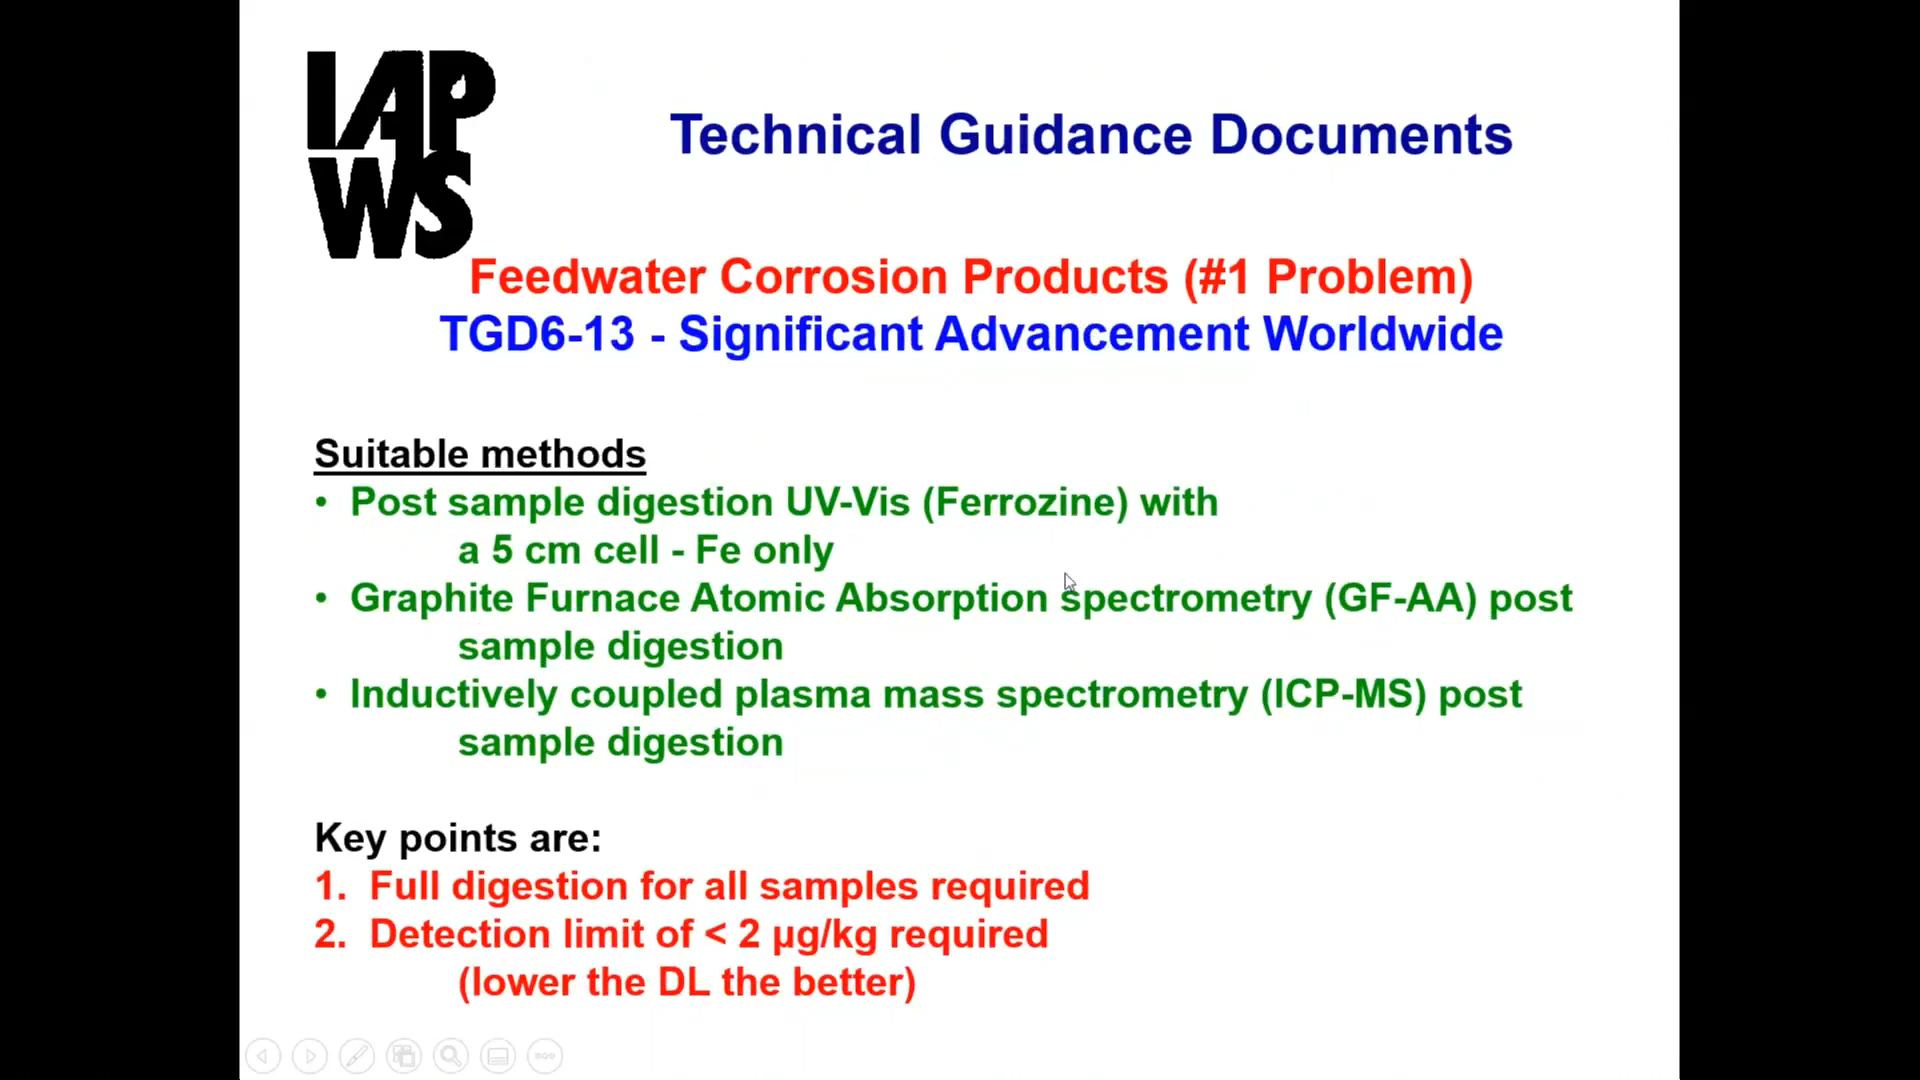 IAP
WS
Technical Guidance Documents
Feedwater Corrosion Products (#1 Problem)
TGD6-13 - Significant Advancement Worldwide
Suitable methods
• Post sample digestion UV-Vis (Ferrozine) with
a 5 cm cell - Fe only
• Graphite Furnace Atomic Absorption spectrometry (GF-AA) post
sample digestion
• Inductively coupled plasma mass spectrometry (ICP-MS) post
sample digestion
Key points are:
1. Full digestion for all samples required
2. Detection limit of < 2 µg/kg required
(lower the DL the better)